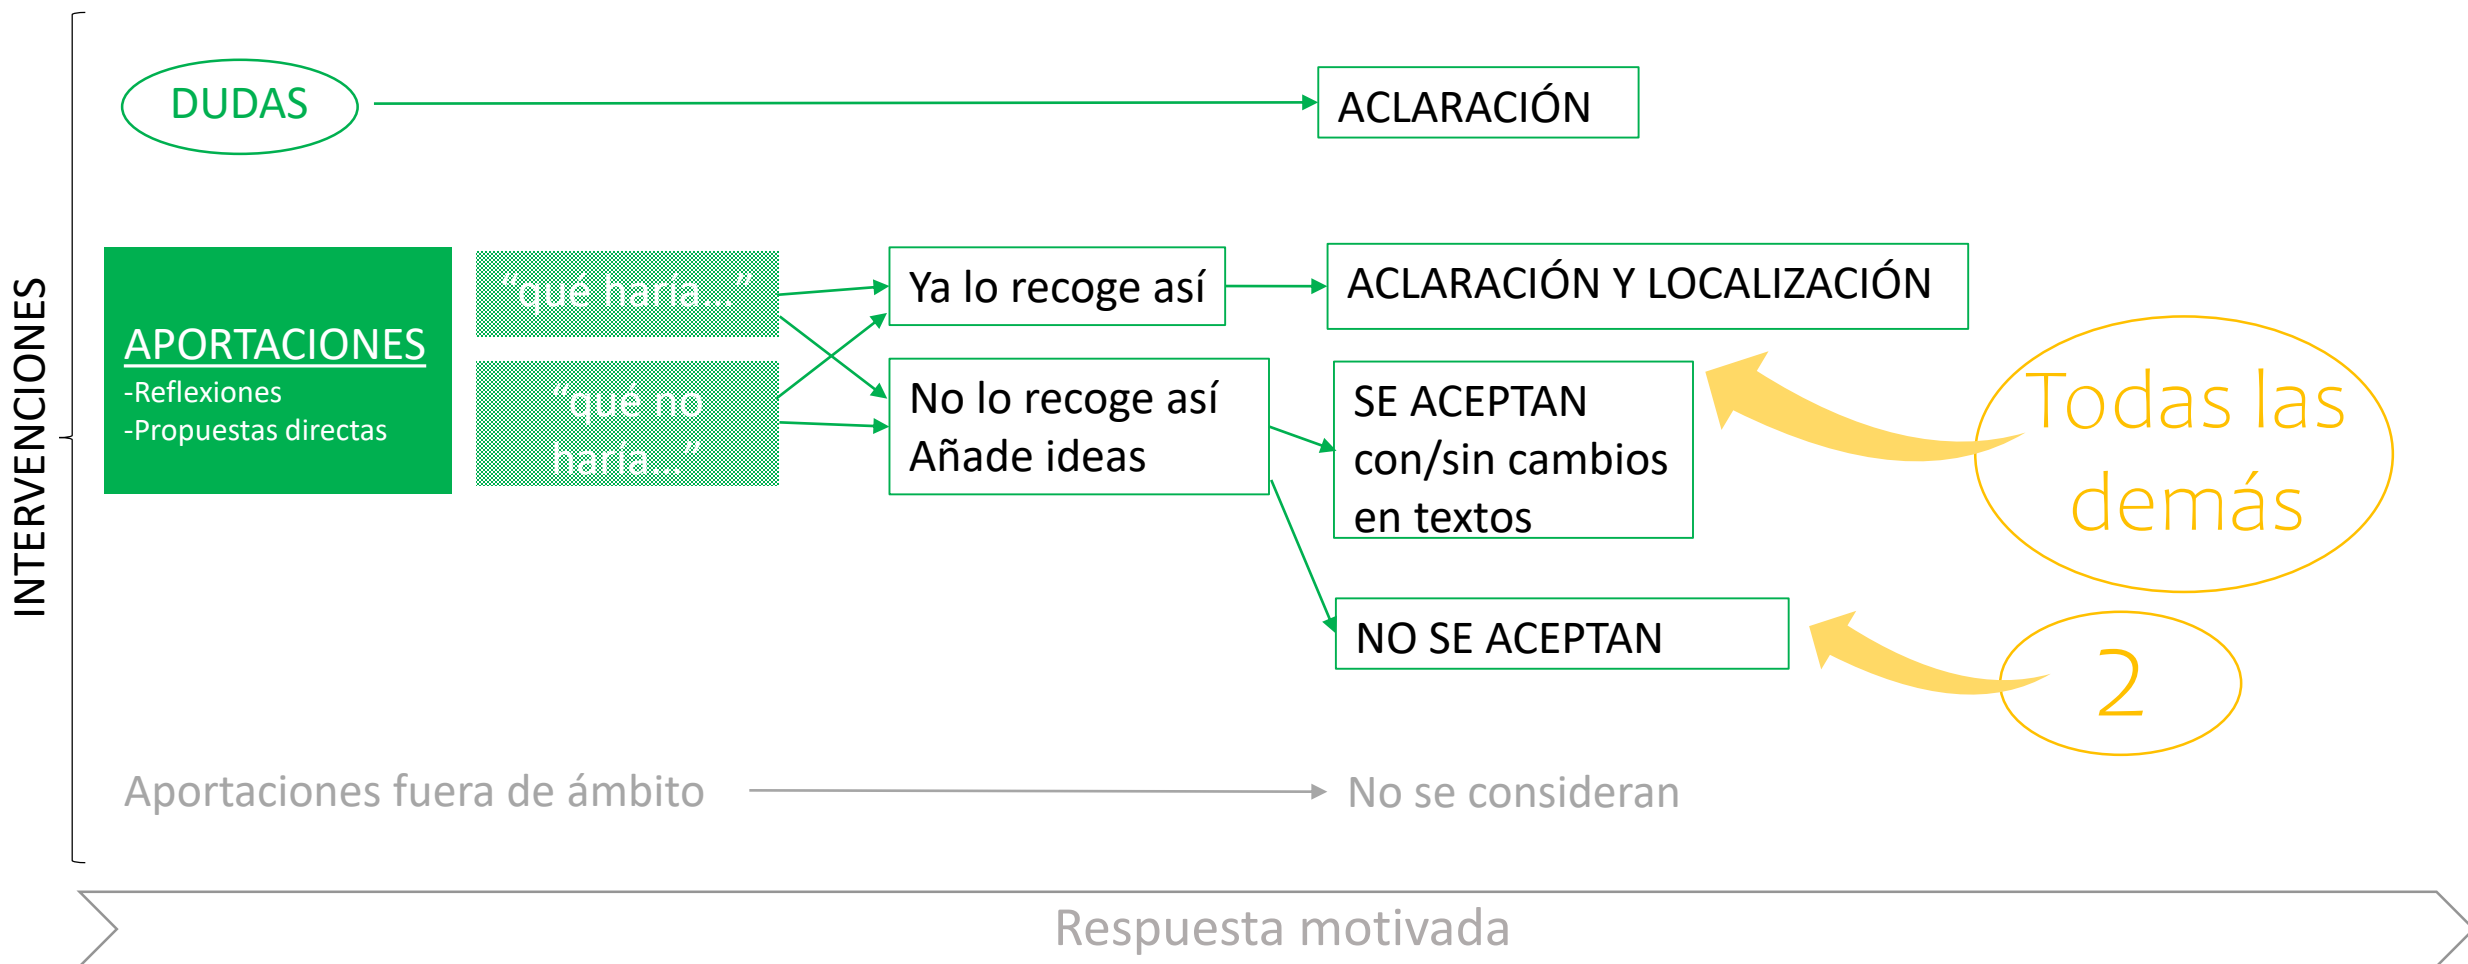 INTERVENCIONES
DUDAS
ACLARACIÓN
APORTACIONES
-Reflexiones
-Propuestas directas
“qué haría...”
“qué no
haría...”
Ya lo recoge así
No lo recoge así
Añade ideas
ACLARACIÓN Y LOCALIZACIÓN
SE ACEPTAN
con/sin cambios
en textos
NO SE ACEPTAN
Todas las
demás
2
Aportaciones fuera de ámbito
No se consideran
Respuesta motivada